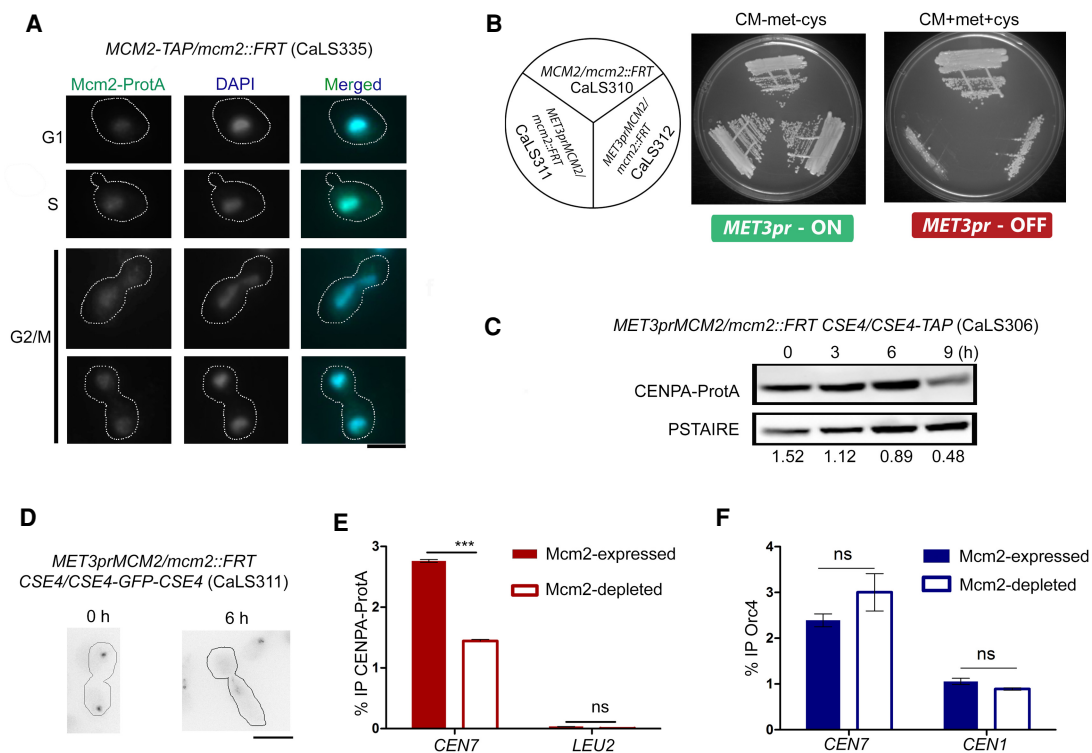 A
MCM2-TAP/mcm2::FRT (CaLS335)
Mcm2-ProtA DAPI Merged
G1
S
G2/M
B
MCM2/mcm2::FRT
CaLS310
MET3prMCM2/
mcm2::FRT
CaLS311
MET3prMCM2/
mcm2::FRT
CaLS312
CM-met-cys CM+met+cys
MET3pr - ON MET3pr - OFF
C
MET3prMCM2/mcm2::FRT CSE4/CSE4-TAP (CaLS306)
0 3 6 9 (h)
CENPA-ProtA
PSTAIRE
1.52 1.12 0.89 0.48
D
MET3prMCM2/mcm2::FRT
CSE4/CSE4-GFP-CSE4 (CaLS311)
0 h 6 h
E
% IP CENPA-ProtA
3
2
1
0
***
ns
Mcm2-expressed
Mcm2-depleted
CEN7 LEU2
F
% IP Orc4
4
3
2
1
0
ns
ns
Mcm2-expressed
Mcm2-depleted
CEN7 CEN1